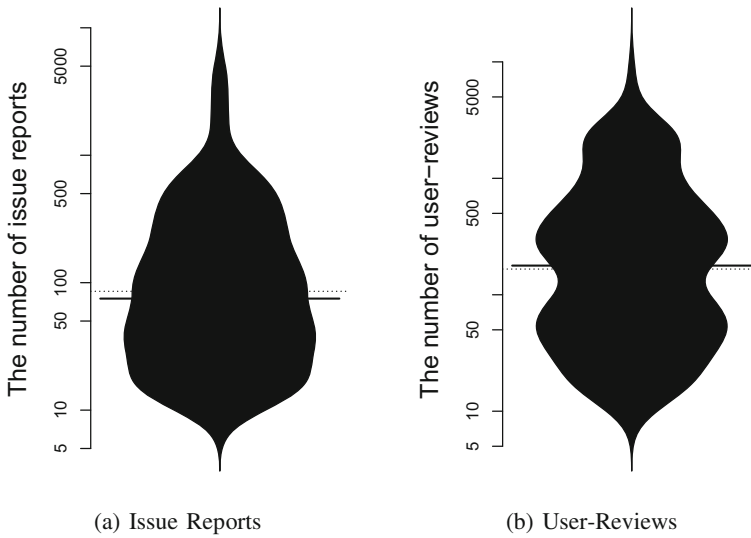 The number of issue reports
5000
500
100
50
10
5
(a) Issue Reports
The number of user-reviews
5000
500
50
10
5
(b) User-Reviews